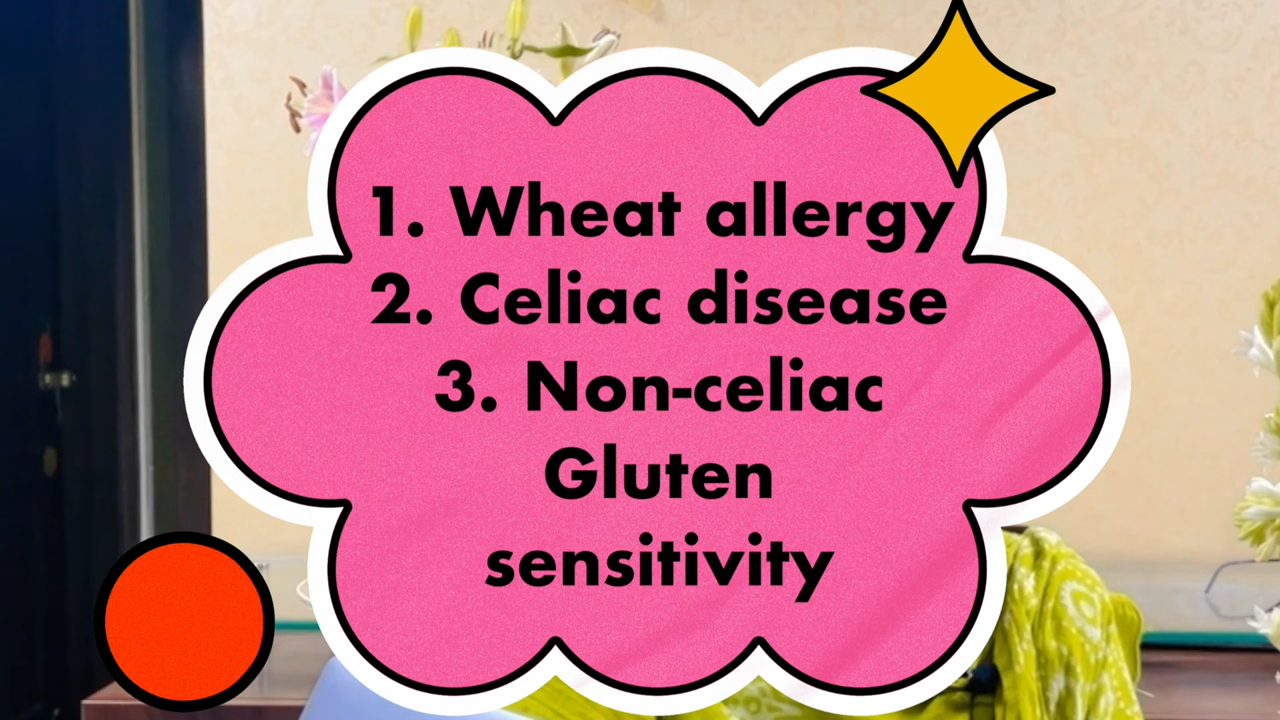 1. Wheat allergy
2. Celiac disease
3. Non-celiac
Gluten
sensitivity